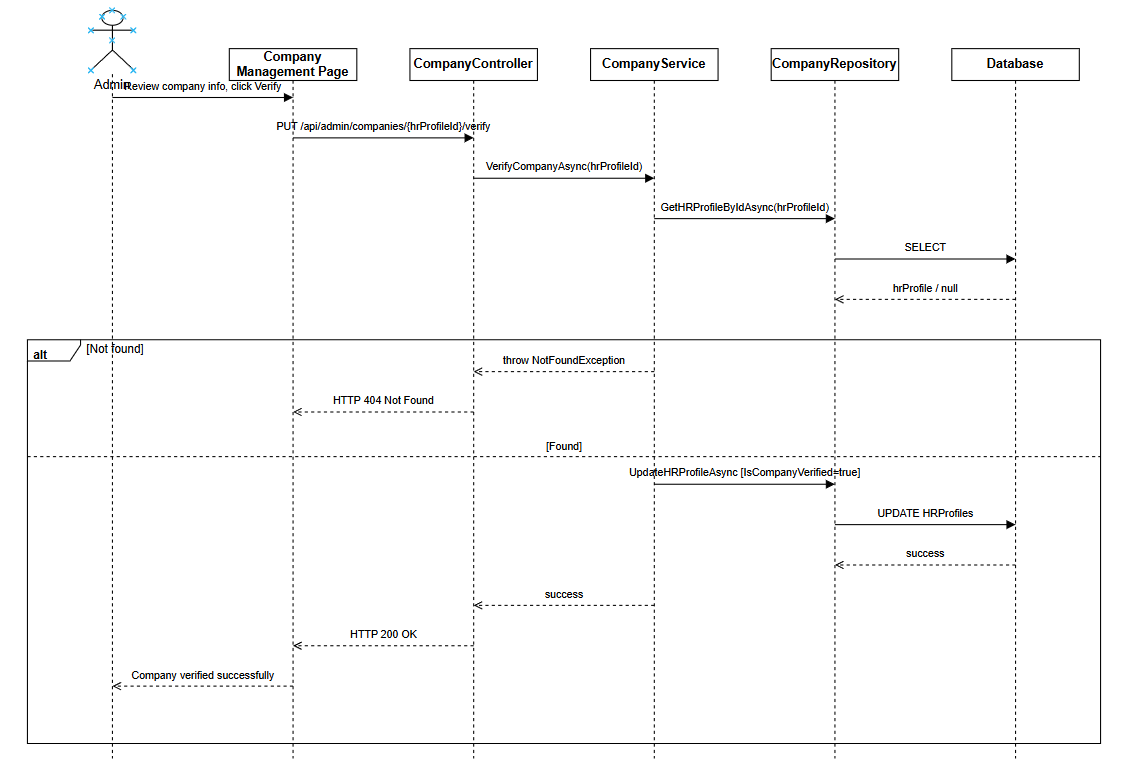 Company
Management Page
CompanyController
CompanyService
CompanyRepository
Database
Admin
Review company info, click Verify
PUT /api/admin/companies/{hrProfileId}/verify
VerifyCompanyAsync(hrProfileId)
GetHRProfileByIdAsync(hrProfileId)
SELECT
hrProfile / null
alt
[Not found]
throw NotFoundException
HTTP 404 Not Found
[Found]
UpdateHRProfileAsync [IsCompanyVerified=true]
UPDATE HRProfiles
success
success
HTTP 200 OK
Company verified successfully